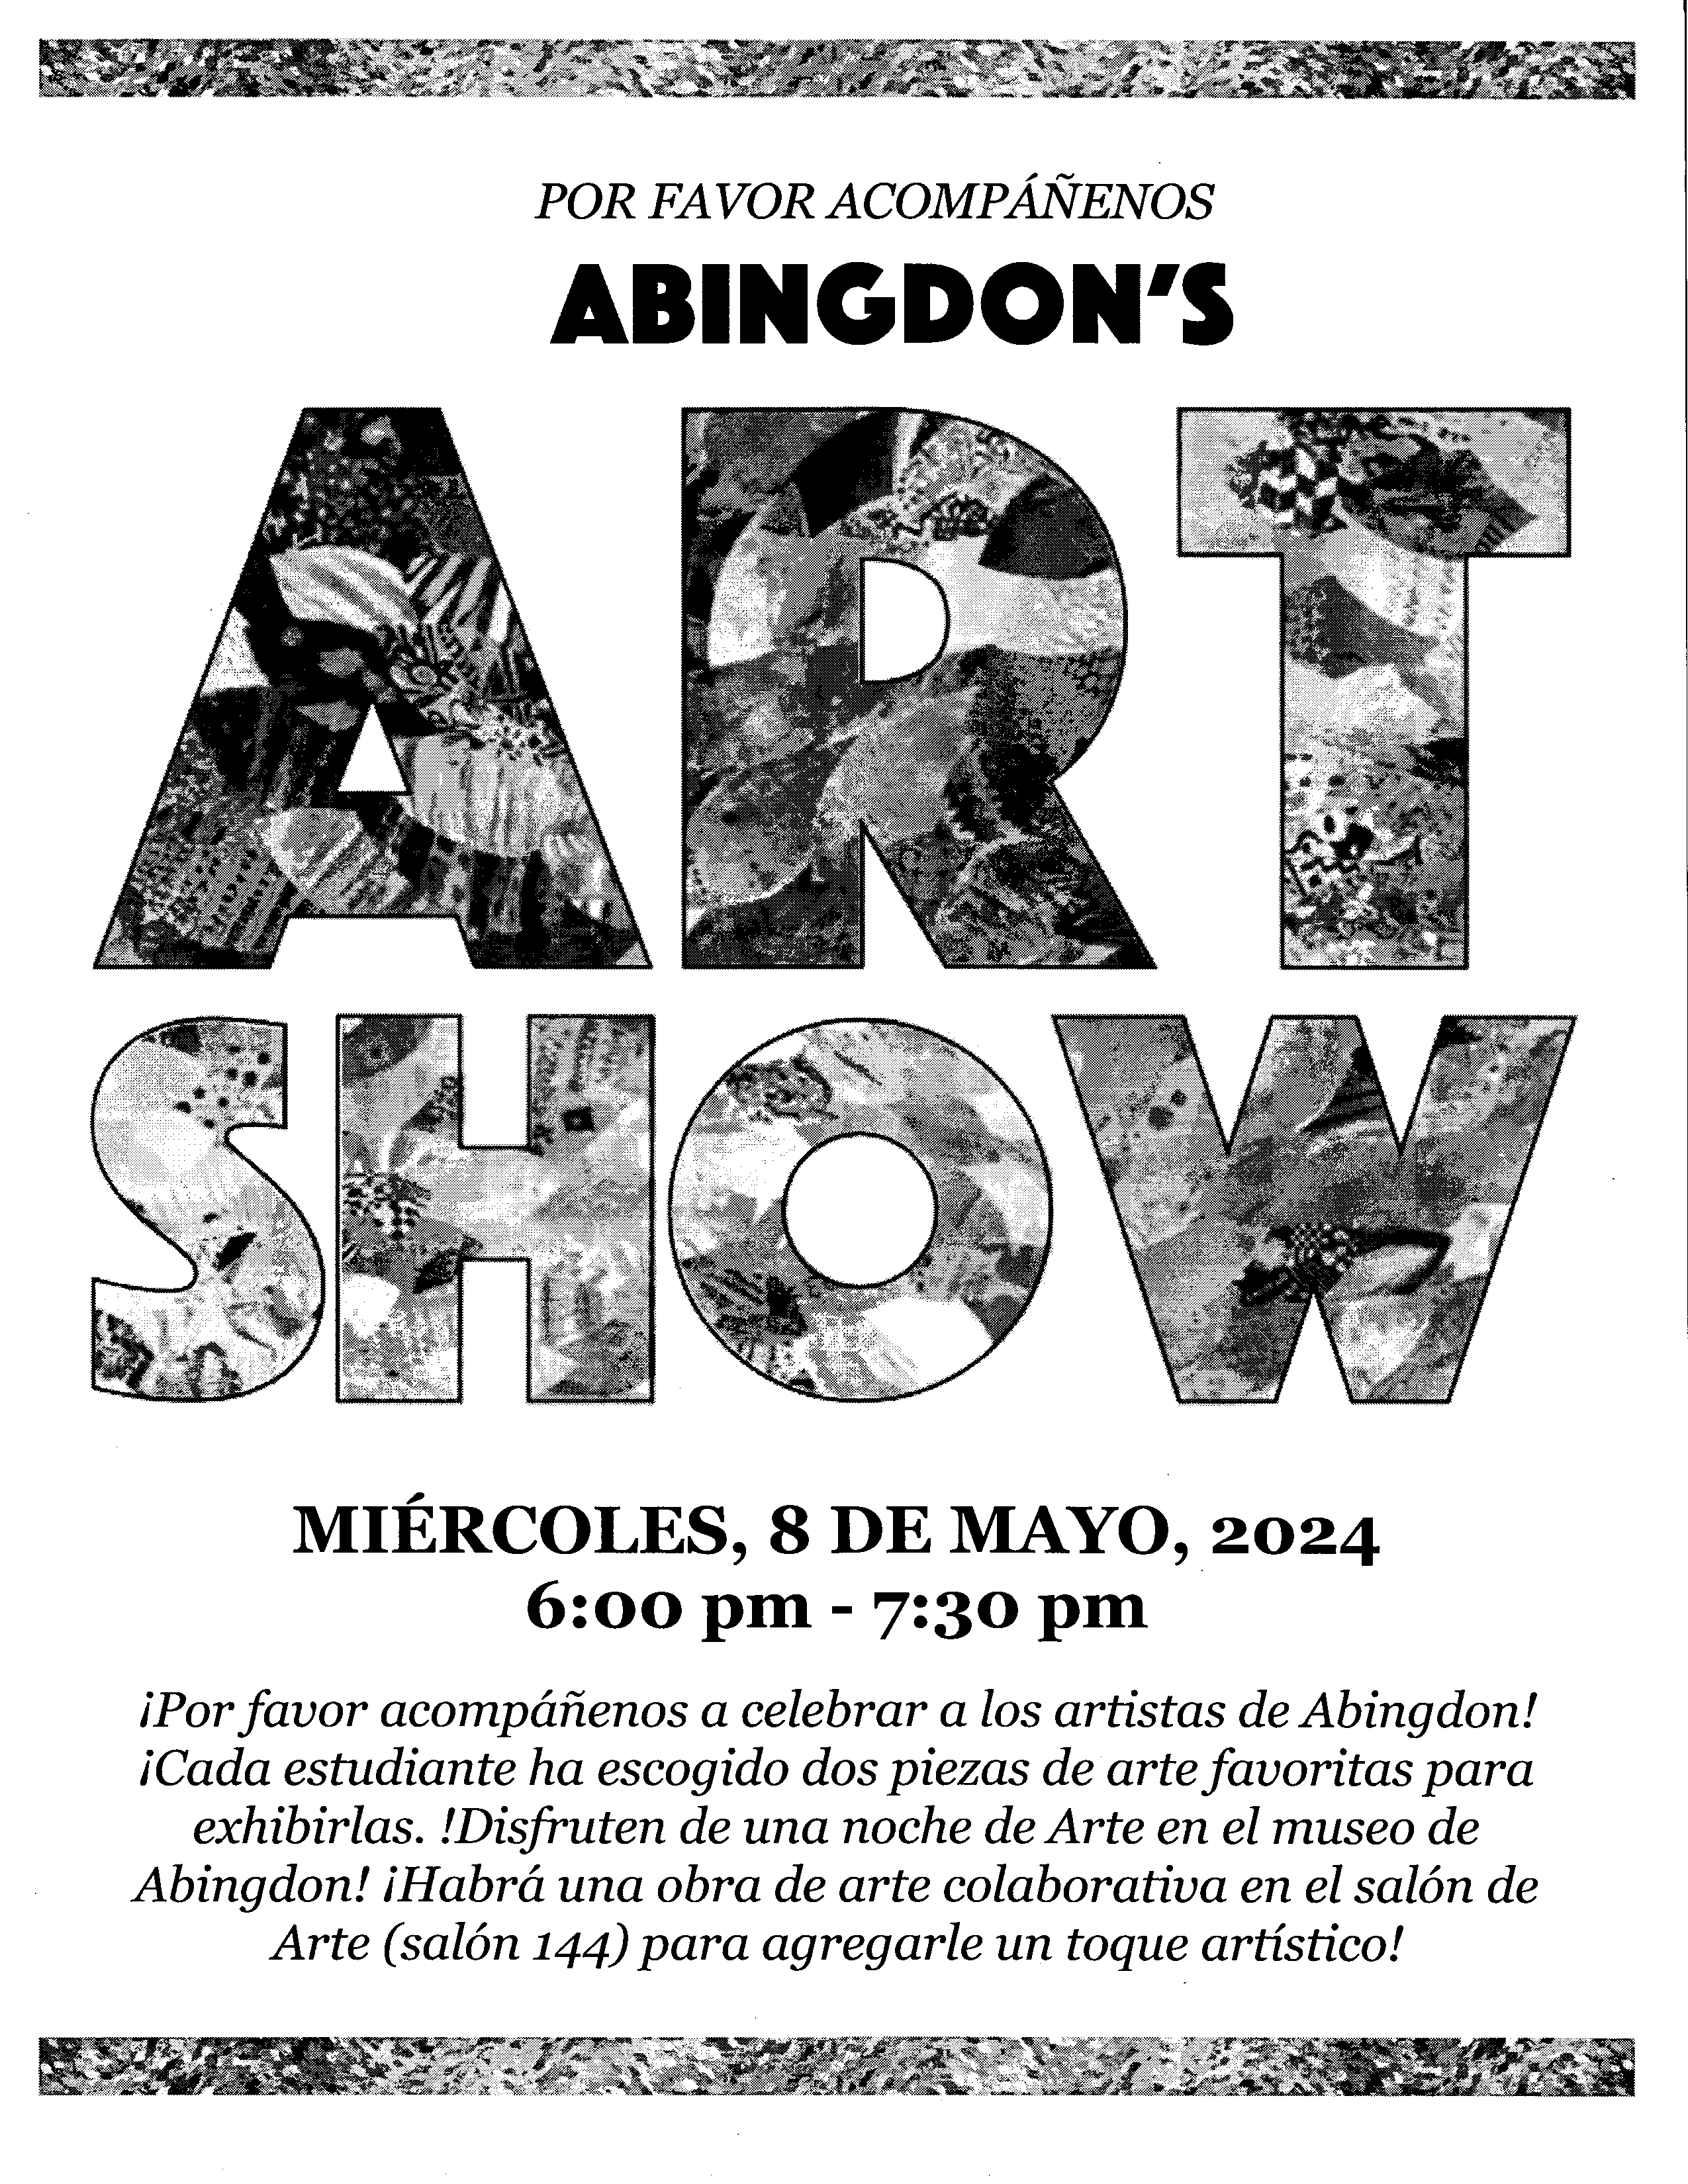 POR FAVOR ACOMPÁÑENOS
ABINGDON'S
ART
SHOW
MIÉRCOLES, 8 DE MAYO, 2024
6:00 pm - 7:30 pm
¡Por favor acompáñenos a celebrar a los artistas de Abingdon!
¡Cada estudiante ha escogido dos piezas de arte favoritas para
exhibirlas. !Disfruten de una noche de Arte en el museo de
Abingdon! ¡Habrá una obra de arte colaborativa en el salón de
Arte (salón 144) para agregarle un toque artístico!